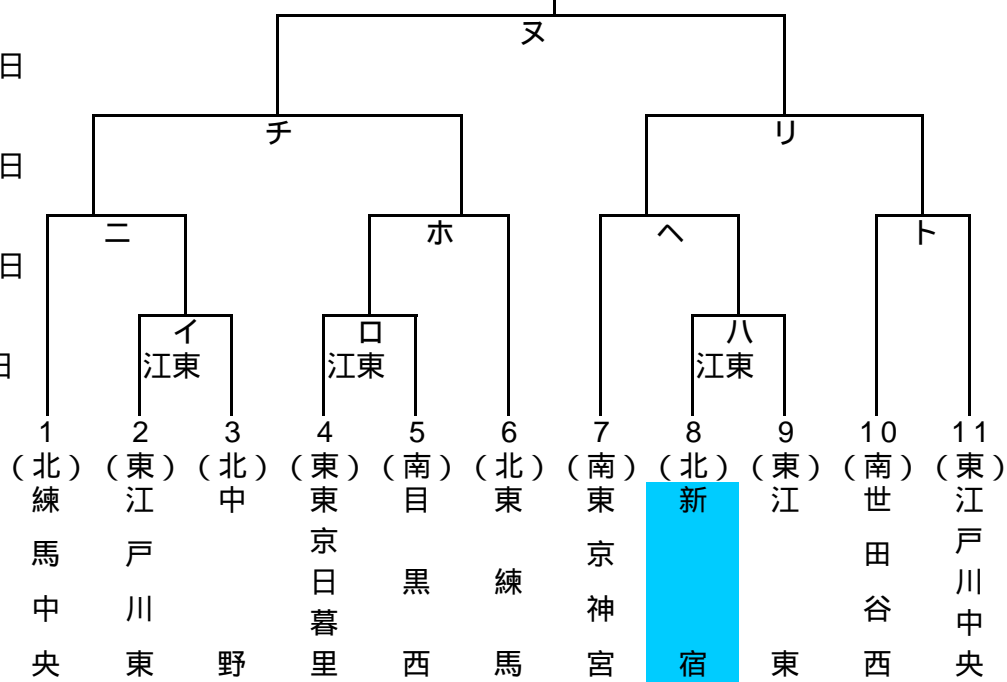 ヌ
日
チ
リ
日
ニ
ホ
ヘ
ト
日
イ
ロ
ハ
日
江東
江東
江東
1
2
3
4
5
6
7
8
9
10
11
(北)
(東)
(北)
(東)
(南)
(北)
(南)
(北)
(東)
(南)
(東)
練馬中央
江戸川東
中野
東京日暮里
目黒西
東練馬
東京神宮
新宿
江東
世田谷西
江戸川中央